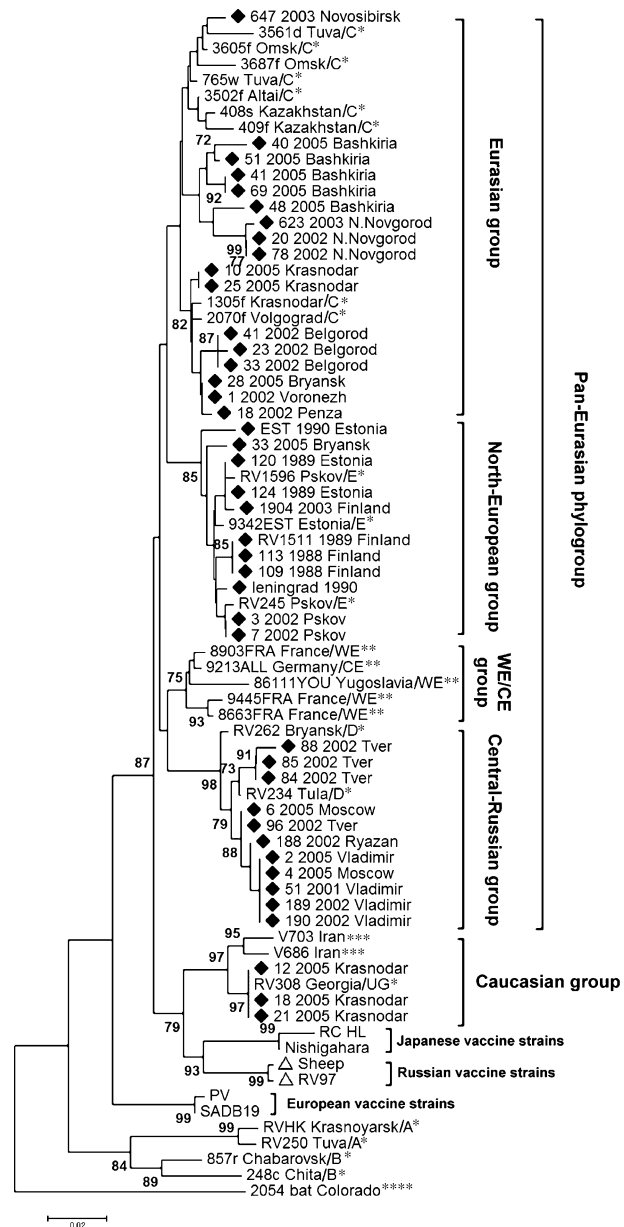 647 2003 Novosibirsk
3561d Tuva/C*
3605f Omsk/C*
3687f Omsk/C*
765w Tuva/C*
3502f Altai/C*
408s Kazakhstan/C*
409f Kazakhstan/C*
72
40 2005 Bashkiria
51 2005 Bashkiria
41 2005 Bashkiria
69 2005 Bashkiria
92
48 2005 Bashkiria
623 2003 N.Novgorod
20 2002 N.Novgorod
99
78 2002 N.Novgorod
77
10 2005 Krasnodar
25 2005 Krasnodar
1305f Krasnodar/C*
2070f Volgograd/C*
82
87
41 2002 Belgorod
23 2002 Belgorod
33 2002 Belgorod
28 2005 Bryansk
1 2002 Voronezh
18 2002 Penza
Eurasian group
EST 1990 Estonia
33 2005 Bryansk
120 1989 Estonia
85
RV1596 Pskov/E*
124 1989 Estonia
1904 2003 Finland
9342EST Estonia/E*
85
RV1511 1989 Finland
113 1988 Finland
109 1988 Finland
leningrad 1990
RV245 Pskov/E*
3 2002 Pskov
7 2002 Pskov
North-European group
8903FRA France/WE**
9213ALL Germany/CE**
75
86111YOU Yugoslavia/WE**
9445FRA France/WE**
93
8663FRA France/WE**
WE/CE
group
RV262 Bryansk/D*
88 2002 Tver
91
85 2002 Tver
73
84 2002 Tver
98
RV234 Tula/D*
6 2005 Moscow
79
96 2002 Tver
188 2002 Ryazan
88
2 2005 Vladimir
4 2005 Moscow
51 2001 Vladimir
189 2002 Vladimir
190 2002 Vladimir
Central-Russian group
Pan-Eurasian phylogroup
87
95
V703 Iran***
V686 Iran***
97
12 2005 Krasnodar
RV308 Georgia/UG*
97
18 2005 Krasnodar
21 2005 Krasnodar
Caucasian group
79
99
RC HL
Nishigahara
Japanese vaccine strains
93
Sheep
99
RV97
Russian vaccine strains
PV
99
SADB19
European vaccine strains
99
RVHK Krasnoyarsk/A*
RV250 Tuva/A*
84
857r Chabarovsk/B*
89
248c Chita/B*
2054 bat Colorado****
0.02